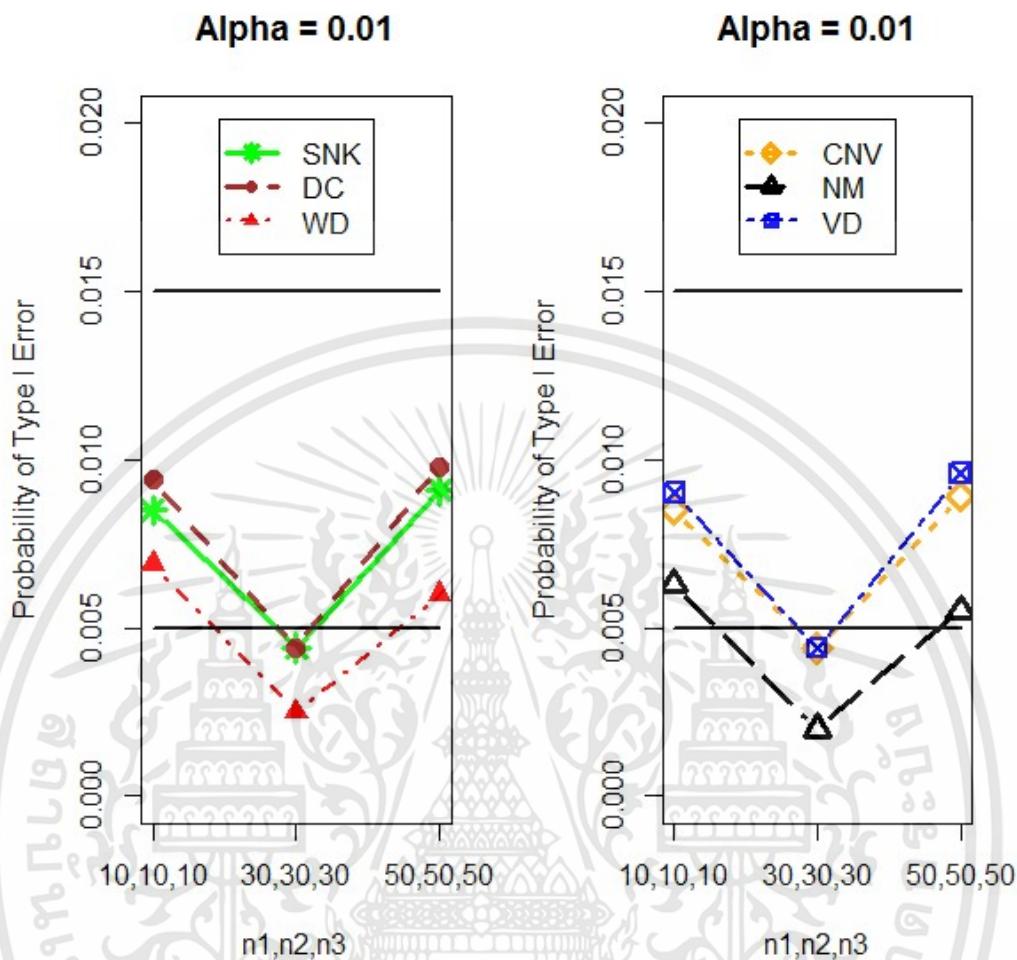 Alpha = 0.01
Probability of Type I Error
0.020
0.015
0.010
0.005
0.000
SNK
DC
WD
10,10,10 30,30,30 50,50,50
n1,n2,n3
Alpha = 0.01
Probability of Type I Error
0.020
0.015
0.010
0.005
0.000
CNV
NM
VD
10,10,10 30,30,30 50,50,50
n1,n2,n3